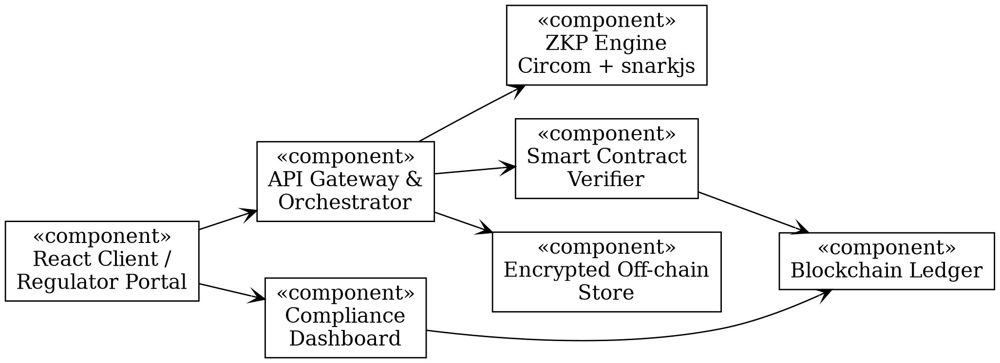 «component»
ZKP Engine
Circom + snarkjs
«component»
Smart Contract
Verifier
«component»
API Gateway &
Orchestrator
«component»
React Client /
Regulator Portal
«component»
Encrypted Off-chain
Store
«component»
Blockchain Ledger
«component»
Compliance
Dashboard